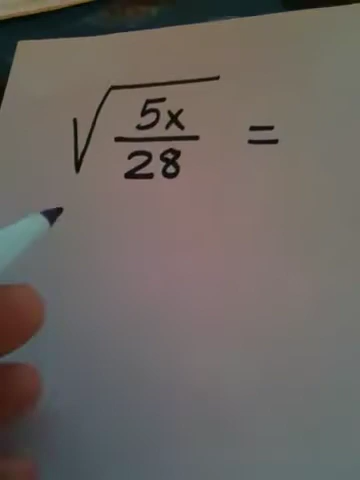 √(5x/28) =